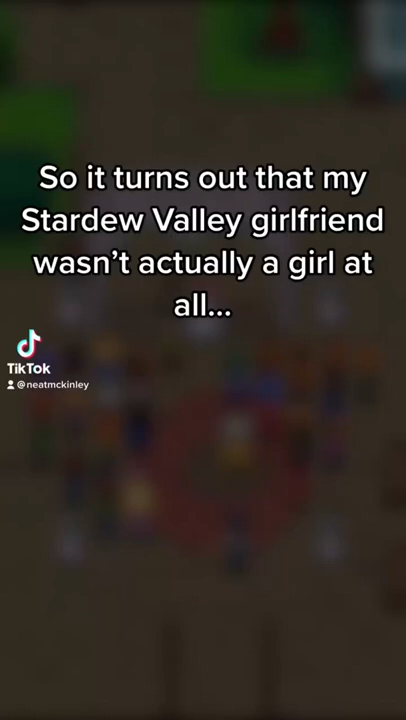 So it turns out that my
Stardew Valley girlfriend
wasn't actually a girl at
all...
TikTok
@neatmckinley